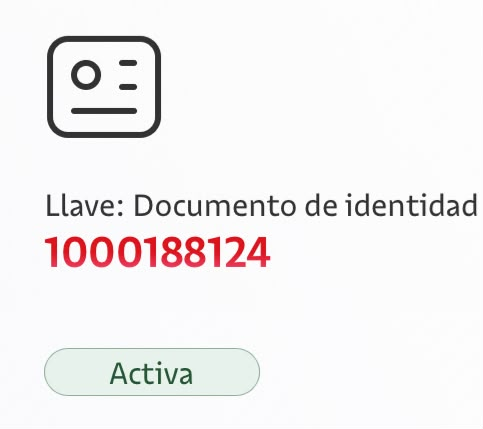 Llave: Documento de identidad
1000188124
Activa